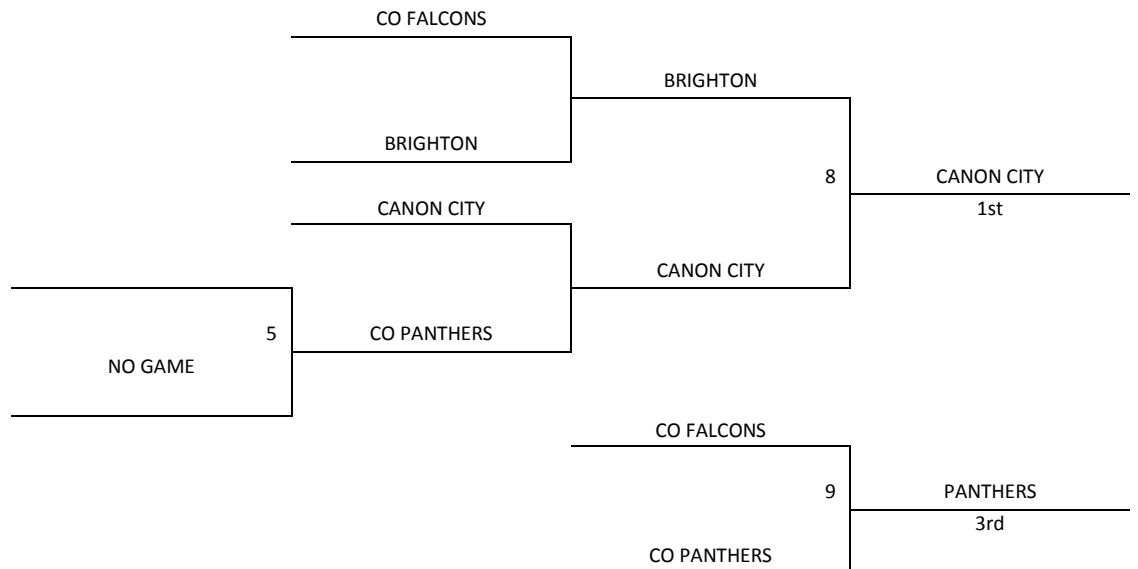 CO FALCONS
BRIGHTON
BRIGHTON
8
CANON CITY
CANON CITY
1st
CANON CITY
5
CO PANTHERS
NO GAME
CO FALCONS
9
PANTHERS
3rd
CO PANTHERS